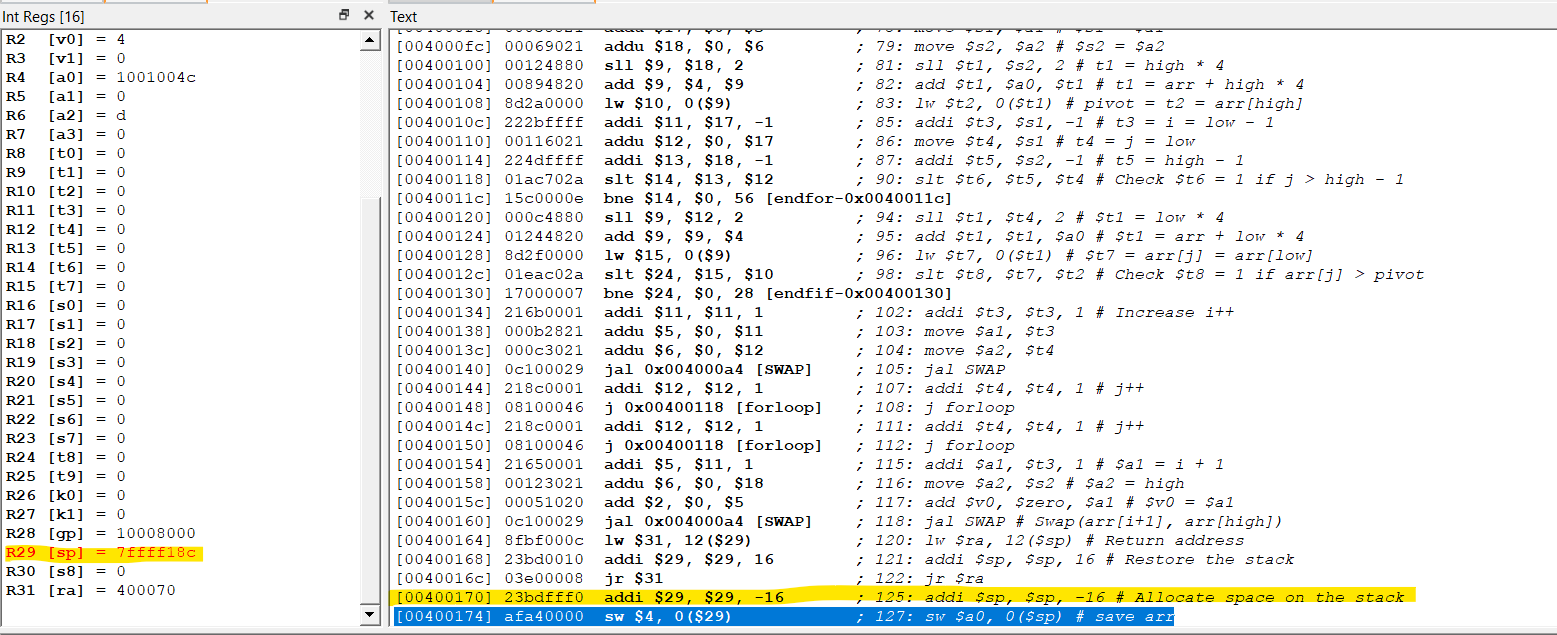 Int Regs [16]
R2 [v0] = 4
R3 [v1] = 0
R4 [a0] = 1001004c
R5 [a1] = 0
R6 [a2] = d
R7 [a3] = 0
R8 [t0] = 0
R9 [t1] = 0
R10 [t2] = 0
R11 [t3] = 0
R12 [t4] = 0
R13 [t5] = 0
R14 [t6] = 0
R15 [t7] = 0
R16 [s0] = 0
R17 [s1] = 0
R18 [s2] = 0
R19 [s3] = 0
R20 [s4] = 0
R21 [s5] = 0
R22 [s6] = 0
R23 [s7] = 0
R24 [t8] = 0
R25 [t9] = 0
R26 [k0] = 0
R27 [k1] = 0
R28 [gp] = 10008000
R29 [sp] = 7ffff18c
R30 [s8] = 0
R31 [ra] = 400070
Text
[004000fc] 00069021 addu $18, $0, $6 ; 79: move $s2, $a2 # $s2 = $a2
[00400100] 00124880 sll $9, $18, 2 ; 81: sll $t1, $s2, 2 # t1 = high * 4
[00400104] 00894820 add $9, $4, $9 ; 82: add $t1, $a0, $t1 # t1 = arr + high * 4
[00400108] 8d2a0000 lw $10, 0($9) ; 83: lw $t2, 0($t1) # pivot = t2 = arr[high]
[0040010c] 222bffff addi $11, $17, -1 ; 85: addi $t3, $s1, -1 # t3 = i = low - 1
[00400110] 00116021 addu $12, $0, $17 ; 86: move $t4, $s1 # t4 = j = low
[00400114] 224dffff addi $13, $18, -1 ; 87: addi $t5, $s2, -1 # t5 = high - 1
[00400118] 01ac702a slt $14, $13, $12 ; 90: slt $t6, $t5, $t4 # Check $t6 = 1 if j > high - 1
[0040011c] 15c0000e bne $14, $0, 56 [endfor-0x0040011c]
[00400120] 000c4880 sll $9, $12, 2 ; 94: sll $t1, $t4, 2 # $t1 = low * 4
[00400124] 01244820 add $9, $9, $4 ; 95: add $t1, $t1, $a0 # $t1 = arr + low * 4
[00400128] 8d2f0000 lw $15, 0($9) ; 96: lw $t7, 0($t1) # $t7 = arr[j] = arr[low]
[0040012c] 01eac02a slt $24, $15, $10 ; 98: slt $t8, $t7, $t2 # Check $t8 = 1 if arr[j] > pivot
[00400130] 17000007 bne $24, $0, 28 [endfif-0x00400130]
[00400134] 216b0001 addi $11, $11, 1 ; 102: addi $t3, $t3, 1 # Increase i++
[00400138] 000b2821 addu $5, $0, $11 ; 103: move $a1, $t3
[0040013c] 000c3021 addu $6, $0, $12 ; 104: move $a2, $t4
[00400140] 0c100029 jal 0x004000a4 [SWAP] ; 105: jal SWAP
[00400144] 218c0001 addi $12, $12, 1 ; 107: addi $t4, $t4, 1 # j++
[00400148] 08100046 j 0x00400118 [forloop] ; 108: j forloop
[0040014c] 218c0001 addi $12, $12, 1 ; 111: addi $t4, $t4, 1 # j++
[00400150] 08100046 j 0x00400118 [forloop] ; 112: j forloop
[00400154] 21650001 addi $5, $11, 1 ; 115: addi $a1, $t3, 1 # $a1 = i + 1
[00400158] 00123021 addu $6, $0, $18 ; 116: move $a2, $s2 # $a2 = high
[0040015c] 00051020 add $2, $0, $5 ; 117: add $v0, $zero, $a1 # $v0 = $a1
[00400160] 0c100029 jal 0x004000a4 [SWAP] ; 118: jal SWAP # Swap(arr[i+1], arr[high])
[00400164] 8fbf000c lw $31, 12($29) ; 120: lw $ra, 12($sp) # Return address
[00400168] 23bd0010 addi $29, $29, 16 ; 121: addi $sp, $sp, 16 # Restore the stack
[0040016c] 03e00008 jr $31 ; 122: jr $ra
[00400170] 23bdfff0 addi $29, $29, -16 ; 125: addi $sp, $sp, -16 # Allocate space on the stack
[00400174] afa40000 sw $4, 0($29) ; 127: sw $a0, 0($sp) # save arr